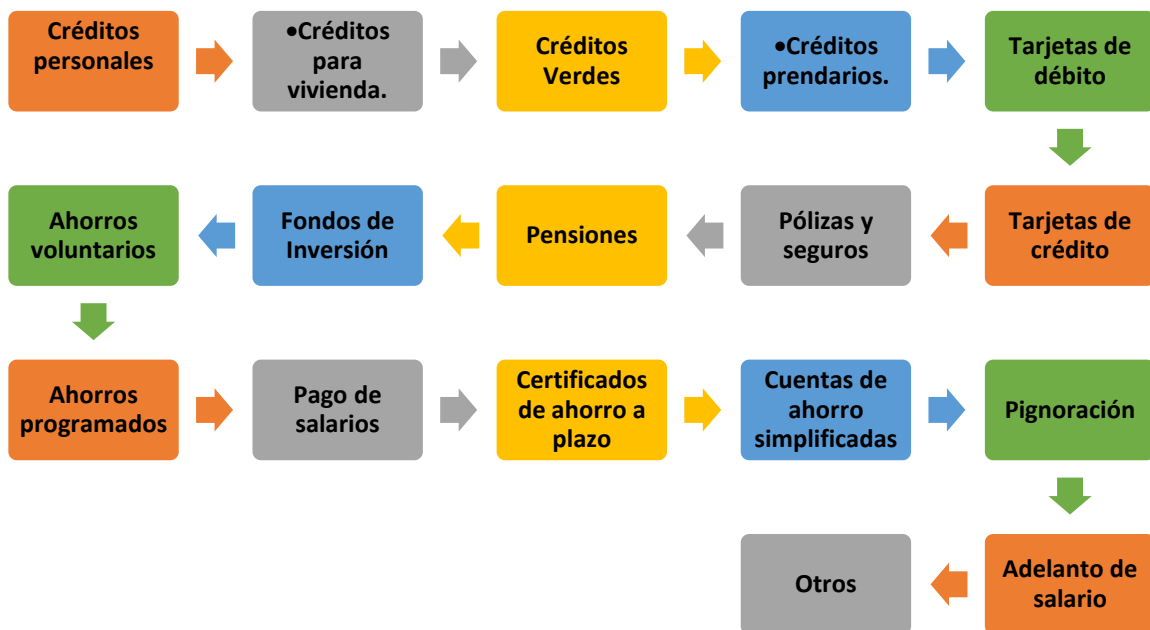 Créditos
personales
•Créditos
para
vivienda.
Créditos
Verdes
•Créditos
prendarios.
Tarjetas de
débito
Tarjetas de
crédito
Pólizas y
seguros
Pensiones
Fondos de
Inversión
Ahorros
voluntarios
Ahorros
programados
Pago de
salarios
Certificados
de ahorro a
plazo
Cuentas de
ahorro
simplificadas
Pignoración
Adelanto de
salario
Otros